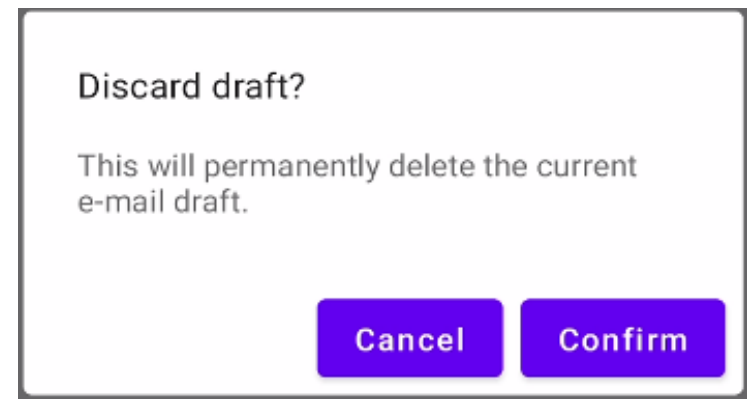 Discard draft?
This will permanently delete the current
e-mail draft.
Cancel Confirm